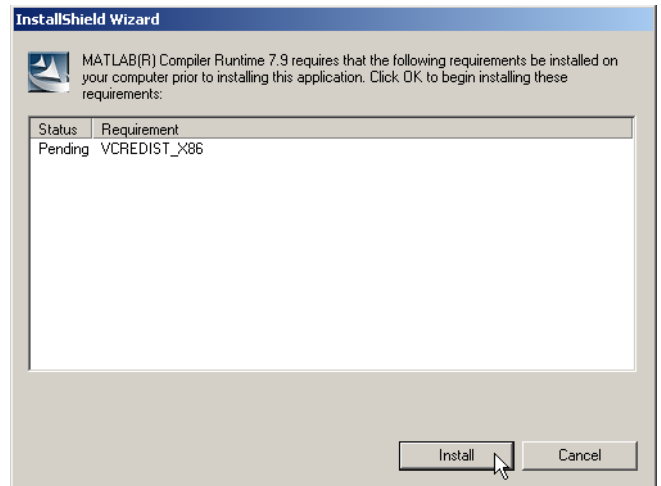 InstallShield Wizard
MATLAB(R) Compiler Runtime 7.9 requires that the following requirements be installed on
your computer prior to installing this application. Click OK to begin installing these
requirements:
Status Requirement
Pending VCREDIST_X86
Install Cancel